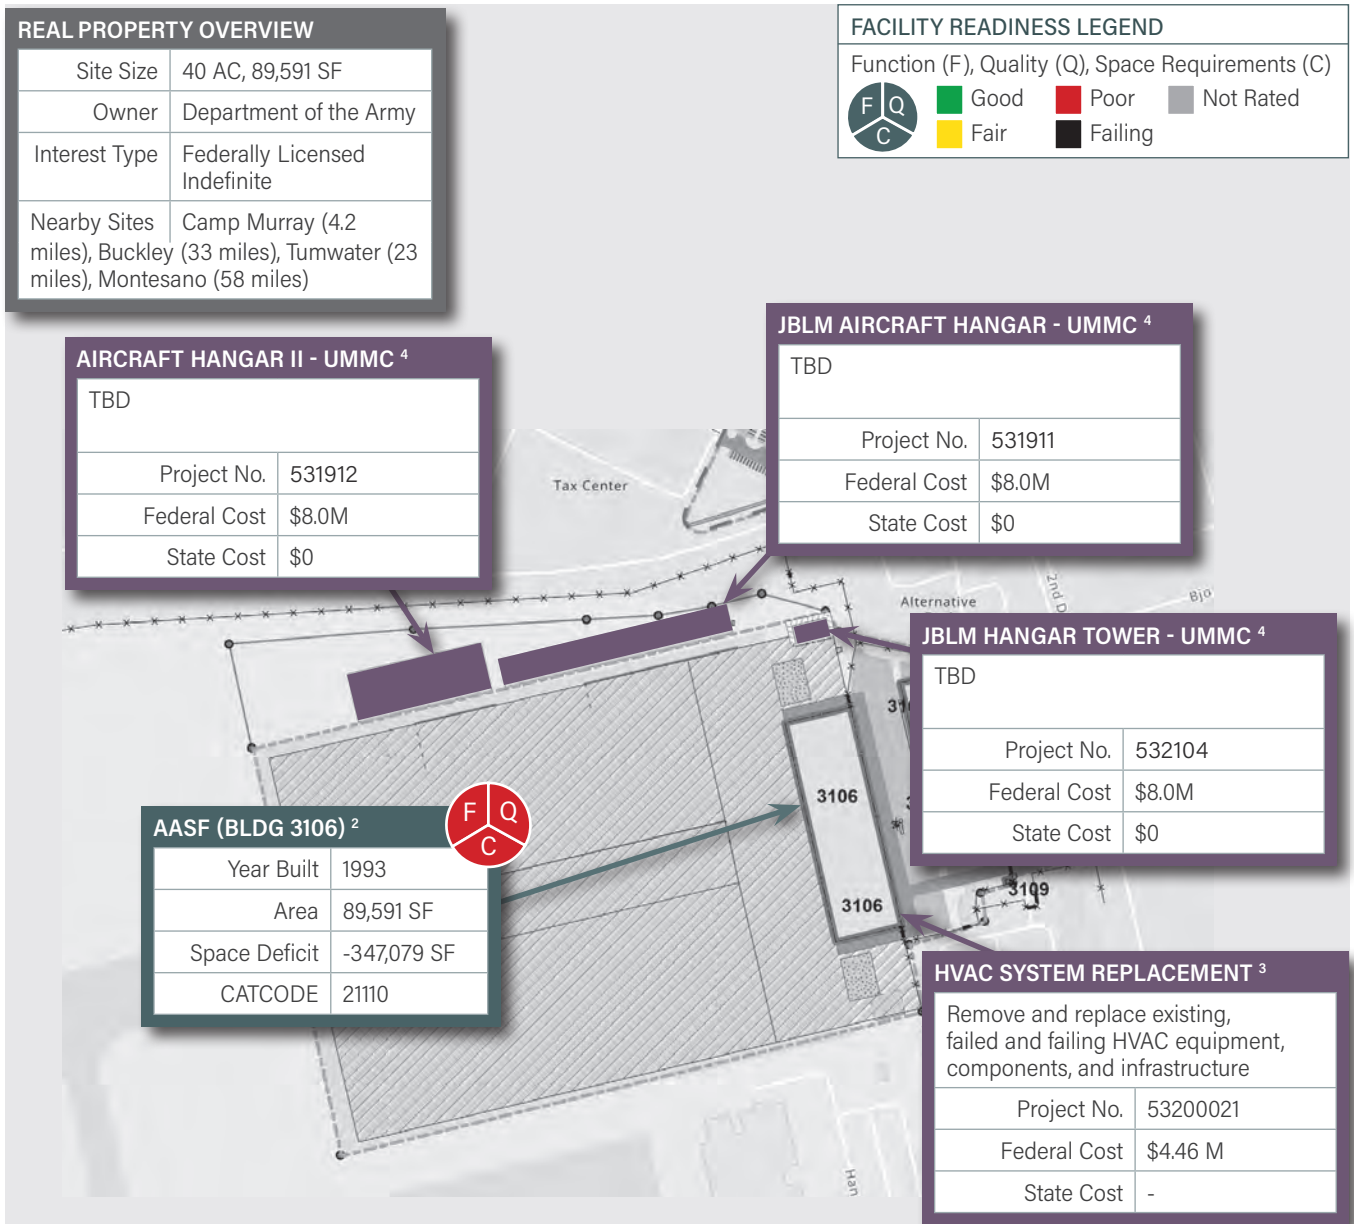 REAL PROPERTY OVERVIEW
Site Size 40 AC, 89,591 SF
Owner Department of the Army
Interest Type Federally Licensed
Indefinite
Nearby Sites Camp Murray (4.2
miles), Buckley (33 miles), Tumwater (23
miles), Montesano (58 miles)
FACILITY READINESS LEGEND
Function (F), Quality (Q), Space Requirements (C)
F Q C
Good Poor Not Rated
Fair Failing
AIRCRAFT HANGAR II - UMMC 4
TBD
Project No. 531912
Federal Cost $8.0M
State Cost $0
JBLM AIRCRAFT HANGAR - UMMC 4
TBD
Project No. 531911
Federal Cost $8.0M
State Cost $0
Tax Center
Alternative
2nd D
Bjo
JBLM HANGAR TOWER - UMMC 4
TBD
Project No. 532104
Federal Cost $8.0M
State Cost $0
3106
3106
3109
AASF (BLDG 3106) 2
F Q C
Year Built 1993
Area 89,591 SF
Space Deficit -347,079 SF
CATCODE 21110
HVAC SYSTEM REPLACEMENT 3
Remove and replace existing,
failed and failing HVAC equipment,
components, and infrastructure
Project No. 53200021
Federal Cost $4.46 M
State Cost -
Han